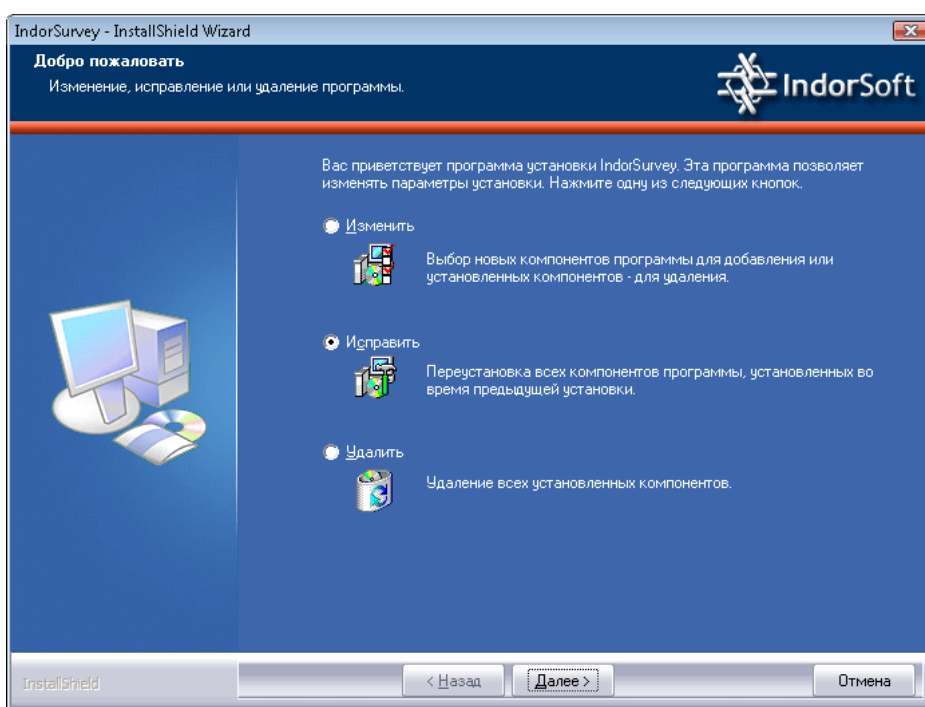 IndorSurvey - InstallShield Wizard
Добро пожаловать
Изменение, исправление или удаление программы.
IndorSoft
Вас приветствует программа установки IndorSurvey. Эта программа позволяет
изменять параметры установки. Нажмите одну из следующих кнопок.
Изменить
Выбор новых компонентов программы для добавления или
установленных компонентов - для удаления.
Исправить
Переустановка всех компонентов программы, установленных во
время предыдущей установки.
Удалить
Удаление всех установленных компонентов.
InstallShield
< Назад
Далее >
Отмена